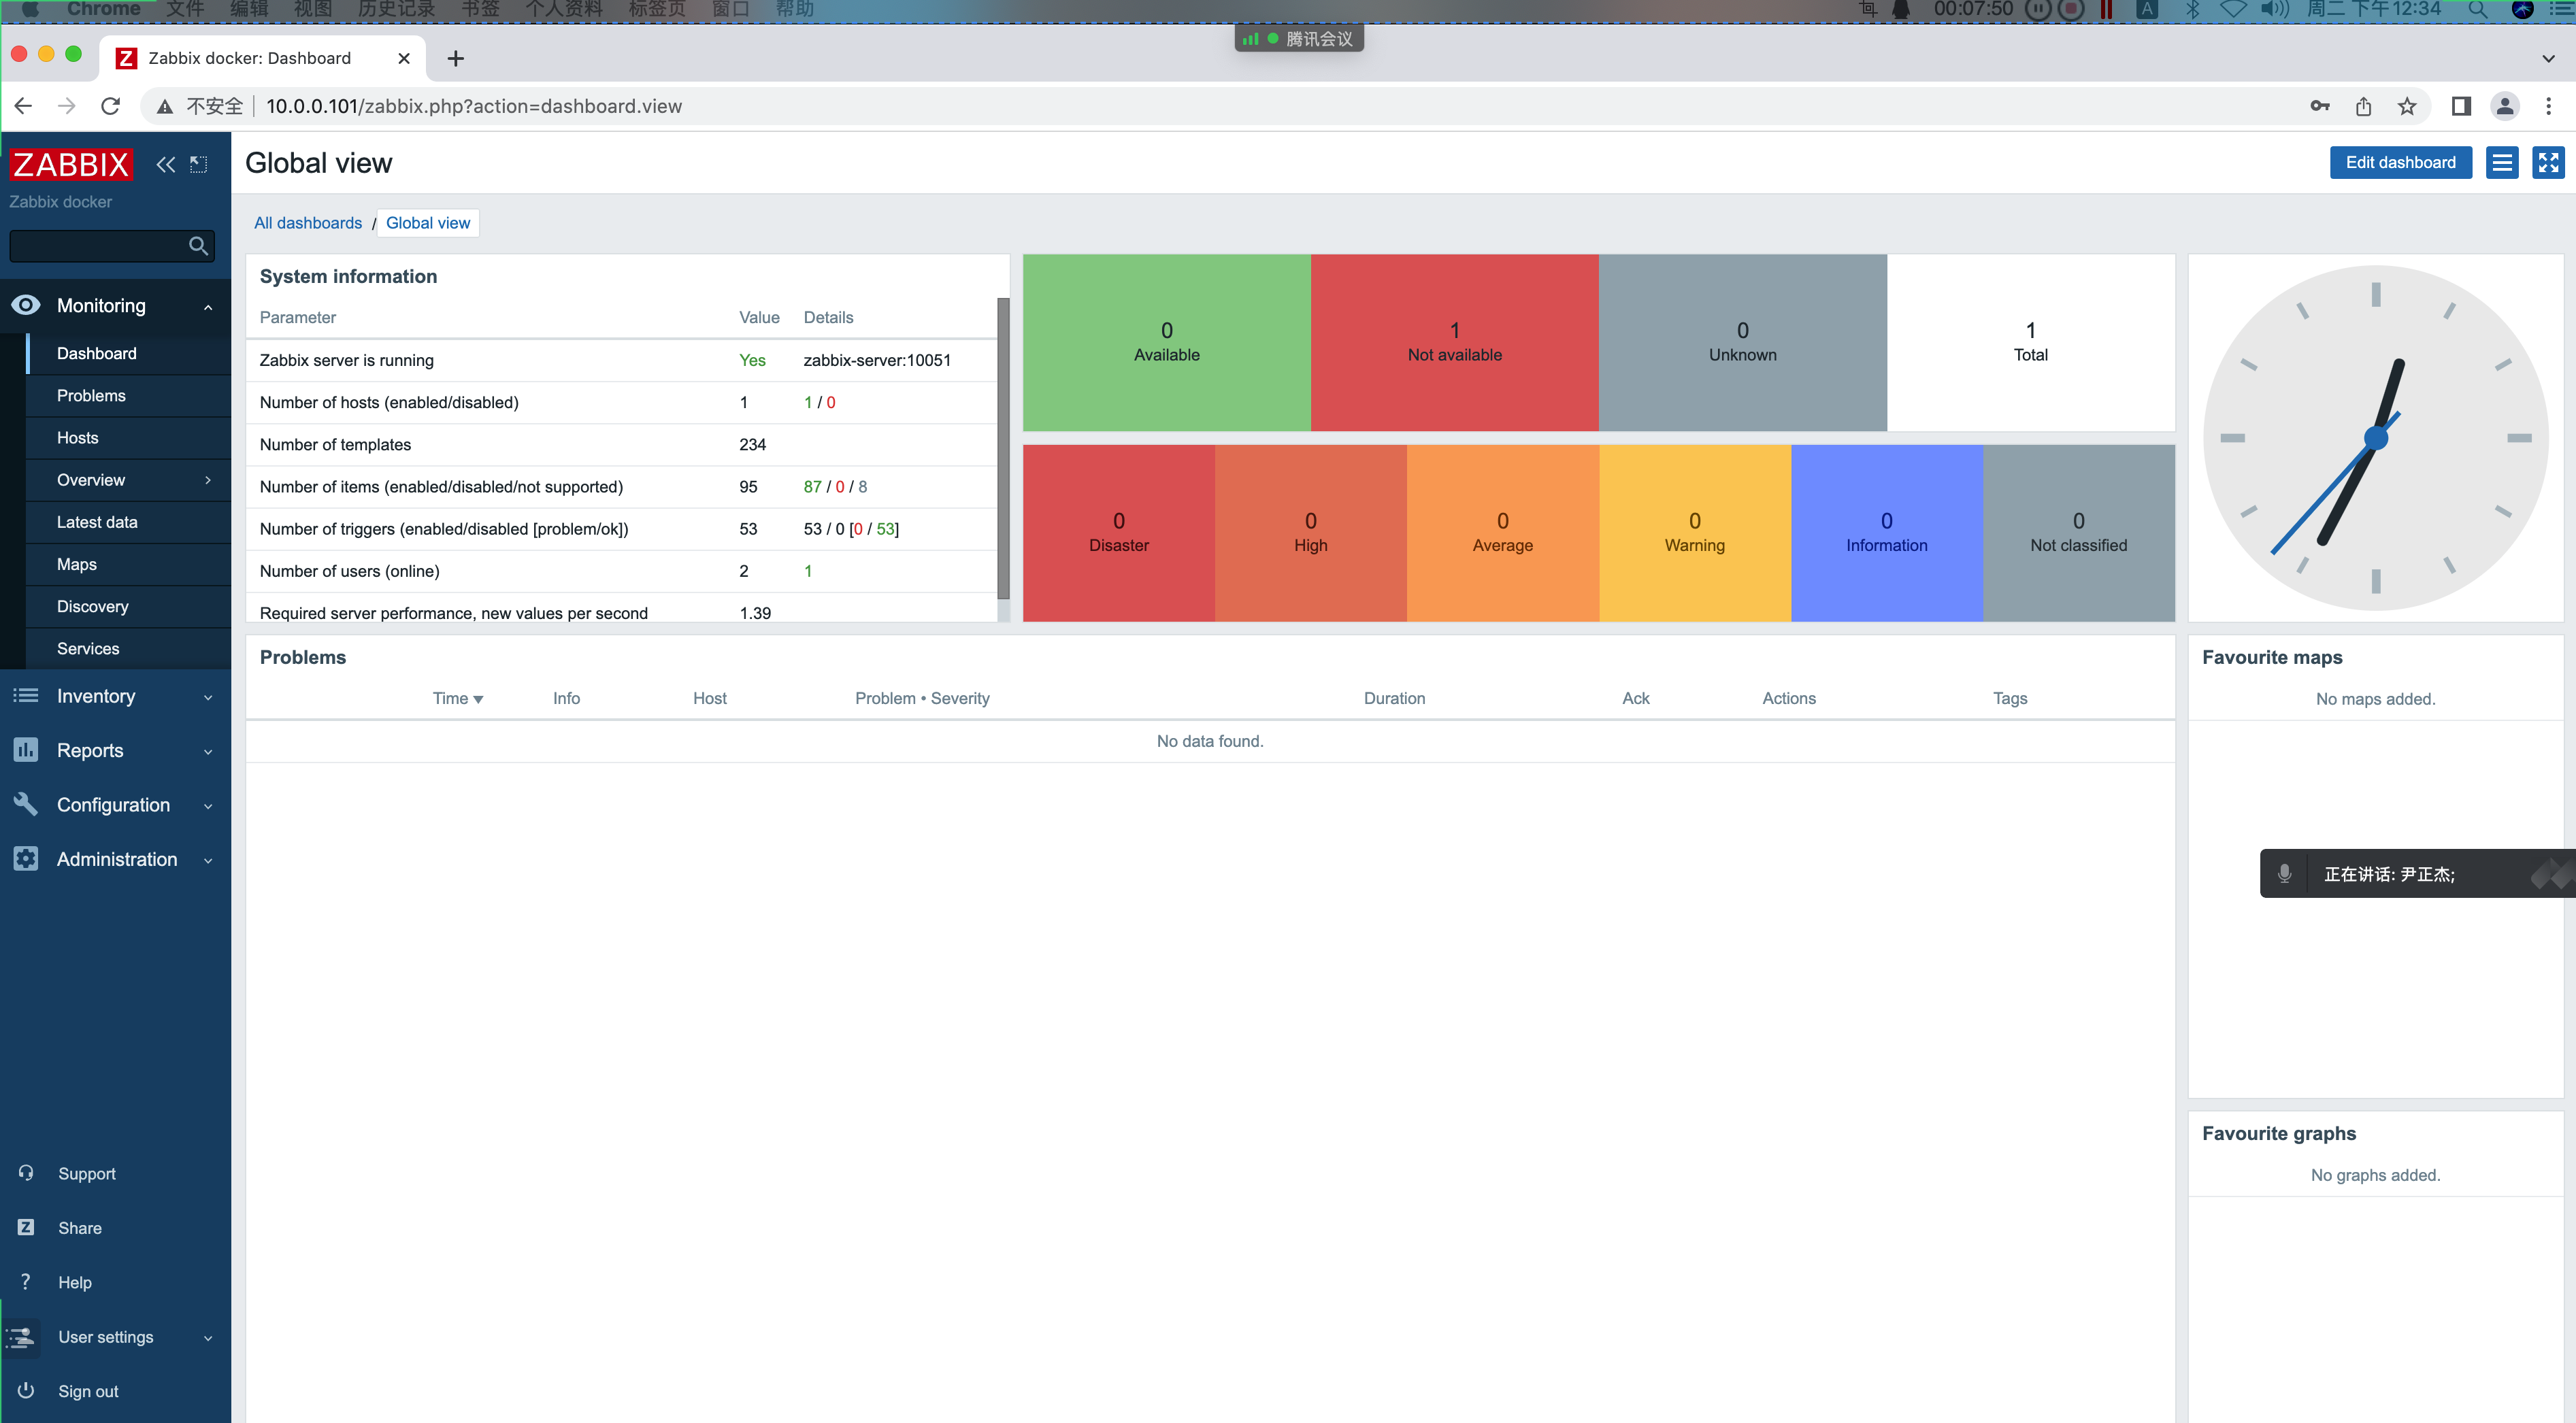 Chrome 文件 编辑 视图 历史记录 书签 个人资料 标签页 窗口 帮助 00:07:50 A 周二 下午12:34
腾讯会议
Z Zabbix docker: Dashboard
不安全 10.0.0.101/zabbix.php?action=dashboard.view
ZABBIX
Zabbix docker
Monitoring
Dashboard
Problems
Hosts
Overview
Latest data
Maps
Discovery
Services
Inventory
Reports
Configuration
Administration
Support
Z Share
? Help
User settings
Sign out
Global view
Edit dashboard
All dashboards / Global view
System information
Parameter Value Details
Zabbix server is running Yes zabbix-server:10051
Number of hosts (enabled/disabled) 1 1 / 0
Number of templates 234
Number of items (enabled/disabled/not supported) 95 87 / 0 / 8
Number of triggers (enabled/disabled [problem/ok]) 53 53 / 0 [0 / 53]
Number of users (online) 2 1
Required server performance, new values per second 1.39
0 Available
1 Not available
0 Unknown
1 Total
0 Disaster
0 High
0 Average
0 Warning
0 Information
0 Not classified
Problems
Time Info Host Problem • Severity Duration Ack Actions Tags
No data found.
Favourite maps
No maps added.
正在讲话: 尹正杰;
Favourite graphs
No graphs added.